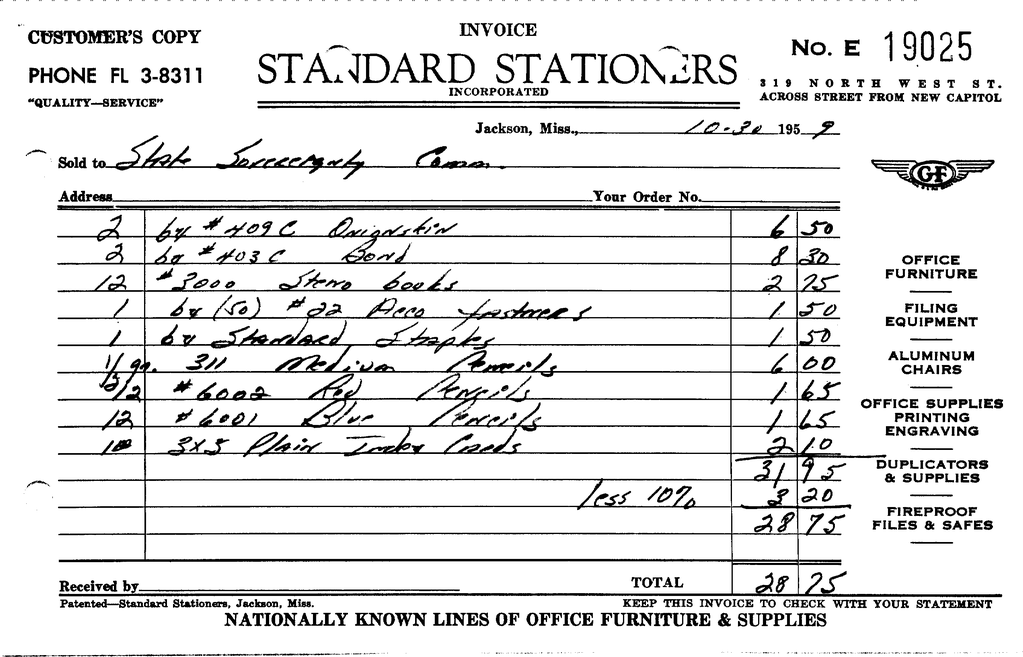 CUSTOMER'S COPY
INVOICE
No. E 19025
PHONE FL 3-8311
STANDARD STATIONERS
INCORPORATED
"QUALITY—SERVICE"
319 NORTH WEST ST.
ACROSS STREET FROM NEW CAPITOL
Jackson, Miss., 10-30 1959
Sold to State Sovereignty Comm.
GF
Address Your Order No.
2 bx #409C Onignskin 6 50
2 bx #403C Bond 8 30
12 #3000 Steno books 2 75
1 bx (50) #22 Acco fastners 1 50
1 bx Standard Staples 1 50
1/2 gr. 311 Medium Pencils 6 00
1/2 #6002 Red Pencils 1 65
12 #6001 Blue Pencils 1 65
10 3x5 Plain Index Cards 2 10
31 95
less 10% 3 20
28 75
OFFICE
FURNITURE
FILING
EQUIPMENT
ALUMINUM
CHAIRS
OFFICE SUPPLIES
PRINTING
ENGRAVING
DUPLICATORS
& SUPPLIES
FIREPROOF
FILES & SAFES
Received by TOTAL 28 75
Patented—Standard Stationers, Jackson, Miss. KEEP THIS INVOICE TO CHECK WITH YOUR STATEMENT
NATIONALLY KNOWN LINES OF OFFICE FURNITURE & SUPPLIES